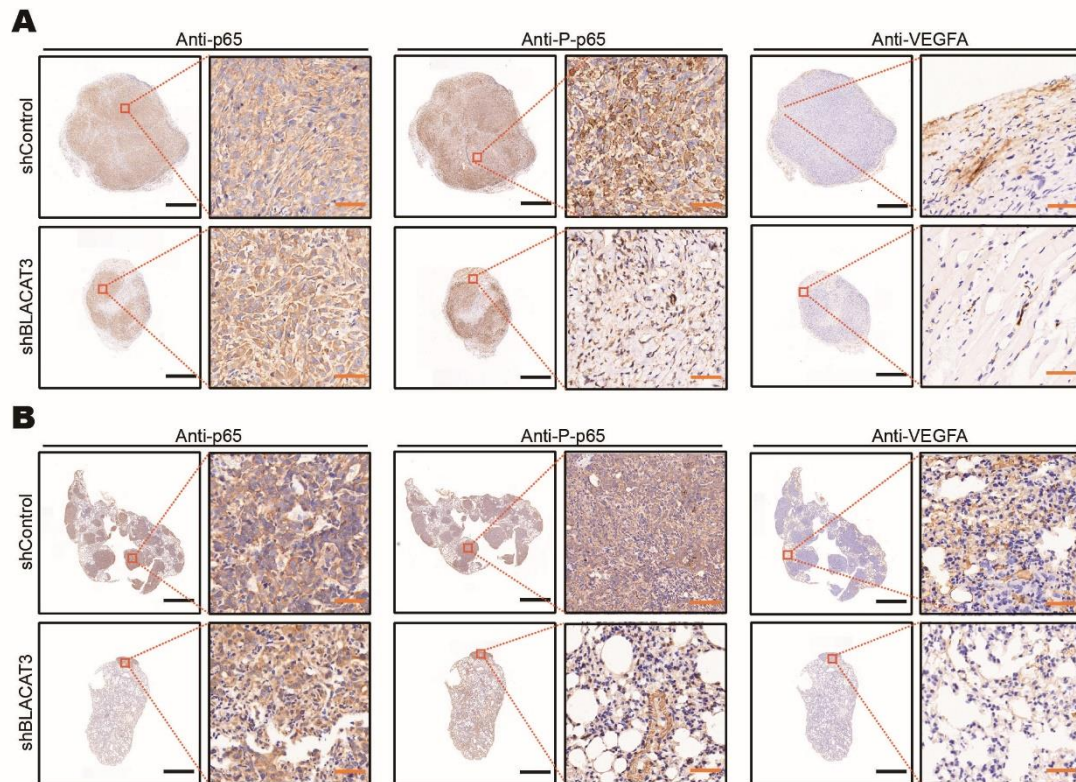 A
Anti-p65 Anti-P-p65 Anti-VEGFA
shControl
shBLACAT3
B
Anti-p65 Anti-P-p65 Anti-VEGFA
shControl
shBLACAT3